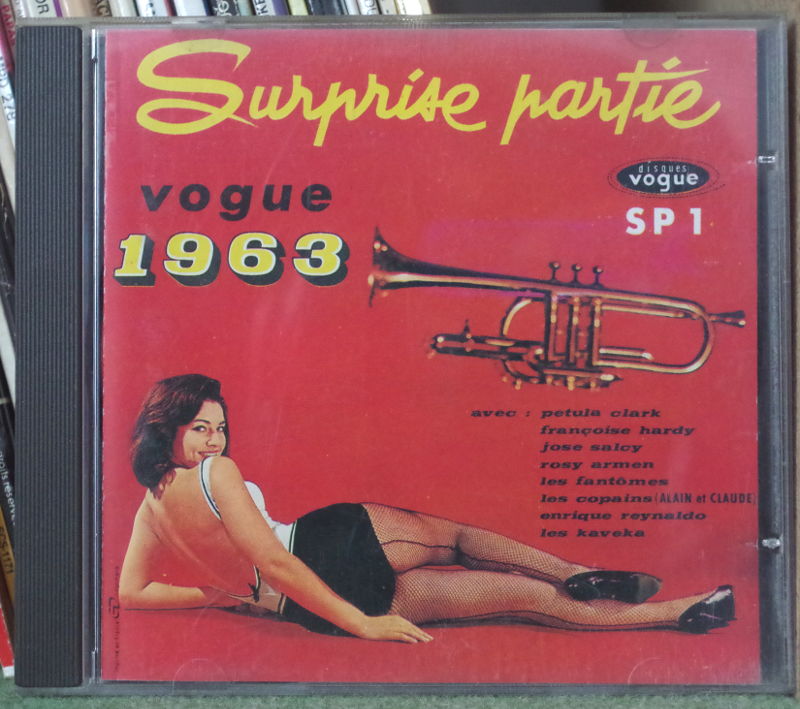 Surprise partie
disques
vogue
SP 1
vogue
1963
avec : petula clark
françoise hardy
jose salcy
rosy armen
les fantômes
les copains (ALAIN et CLAUDE)
enrique reynaldo
les kaveka